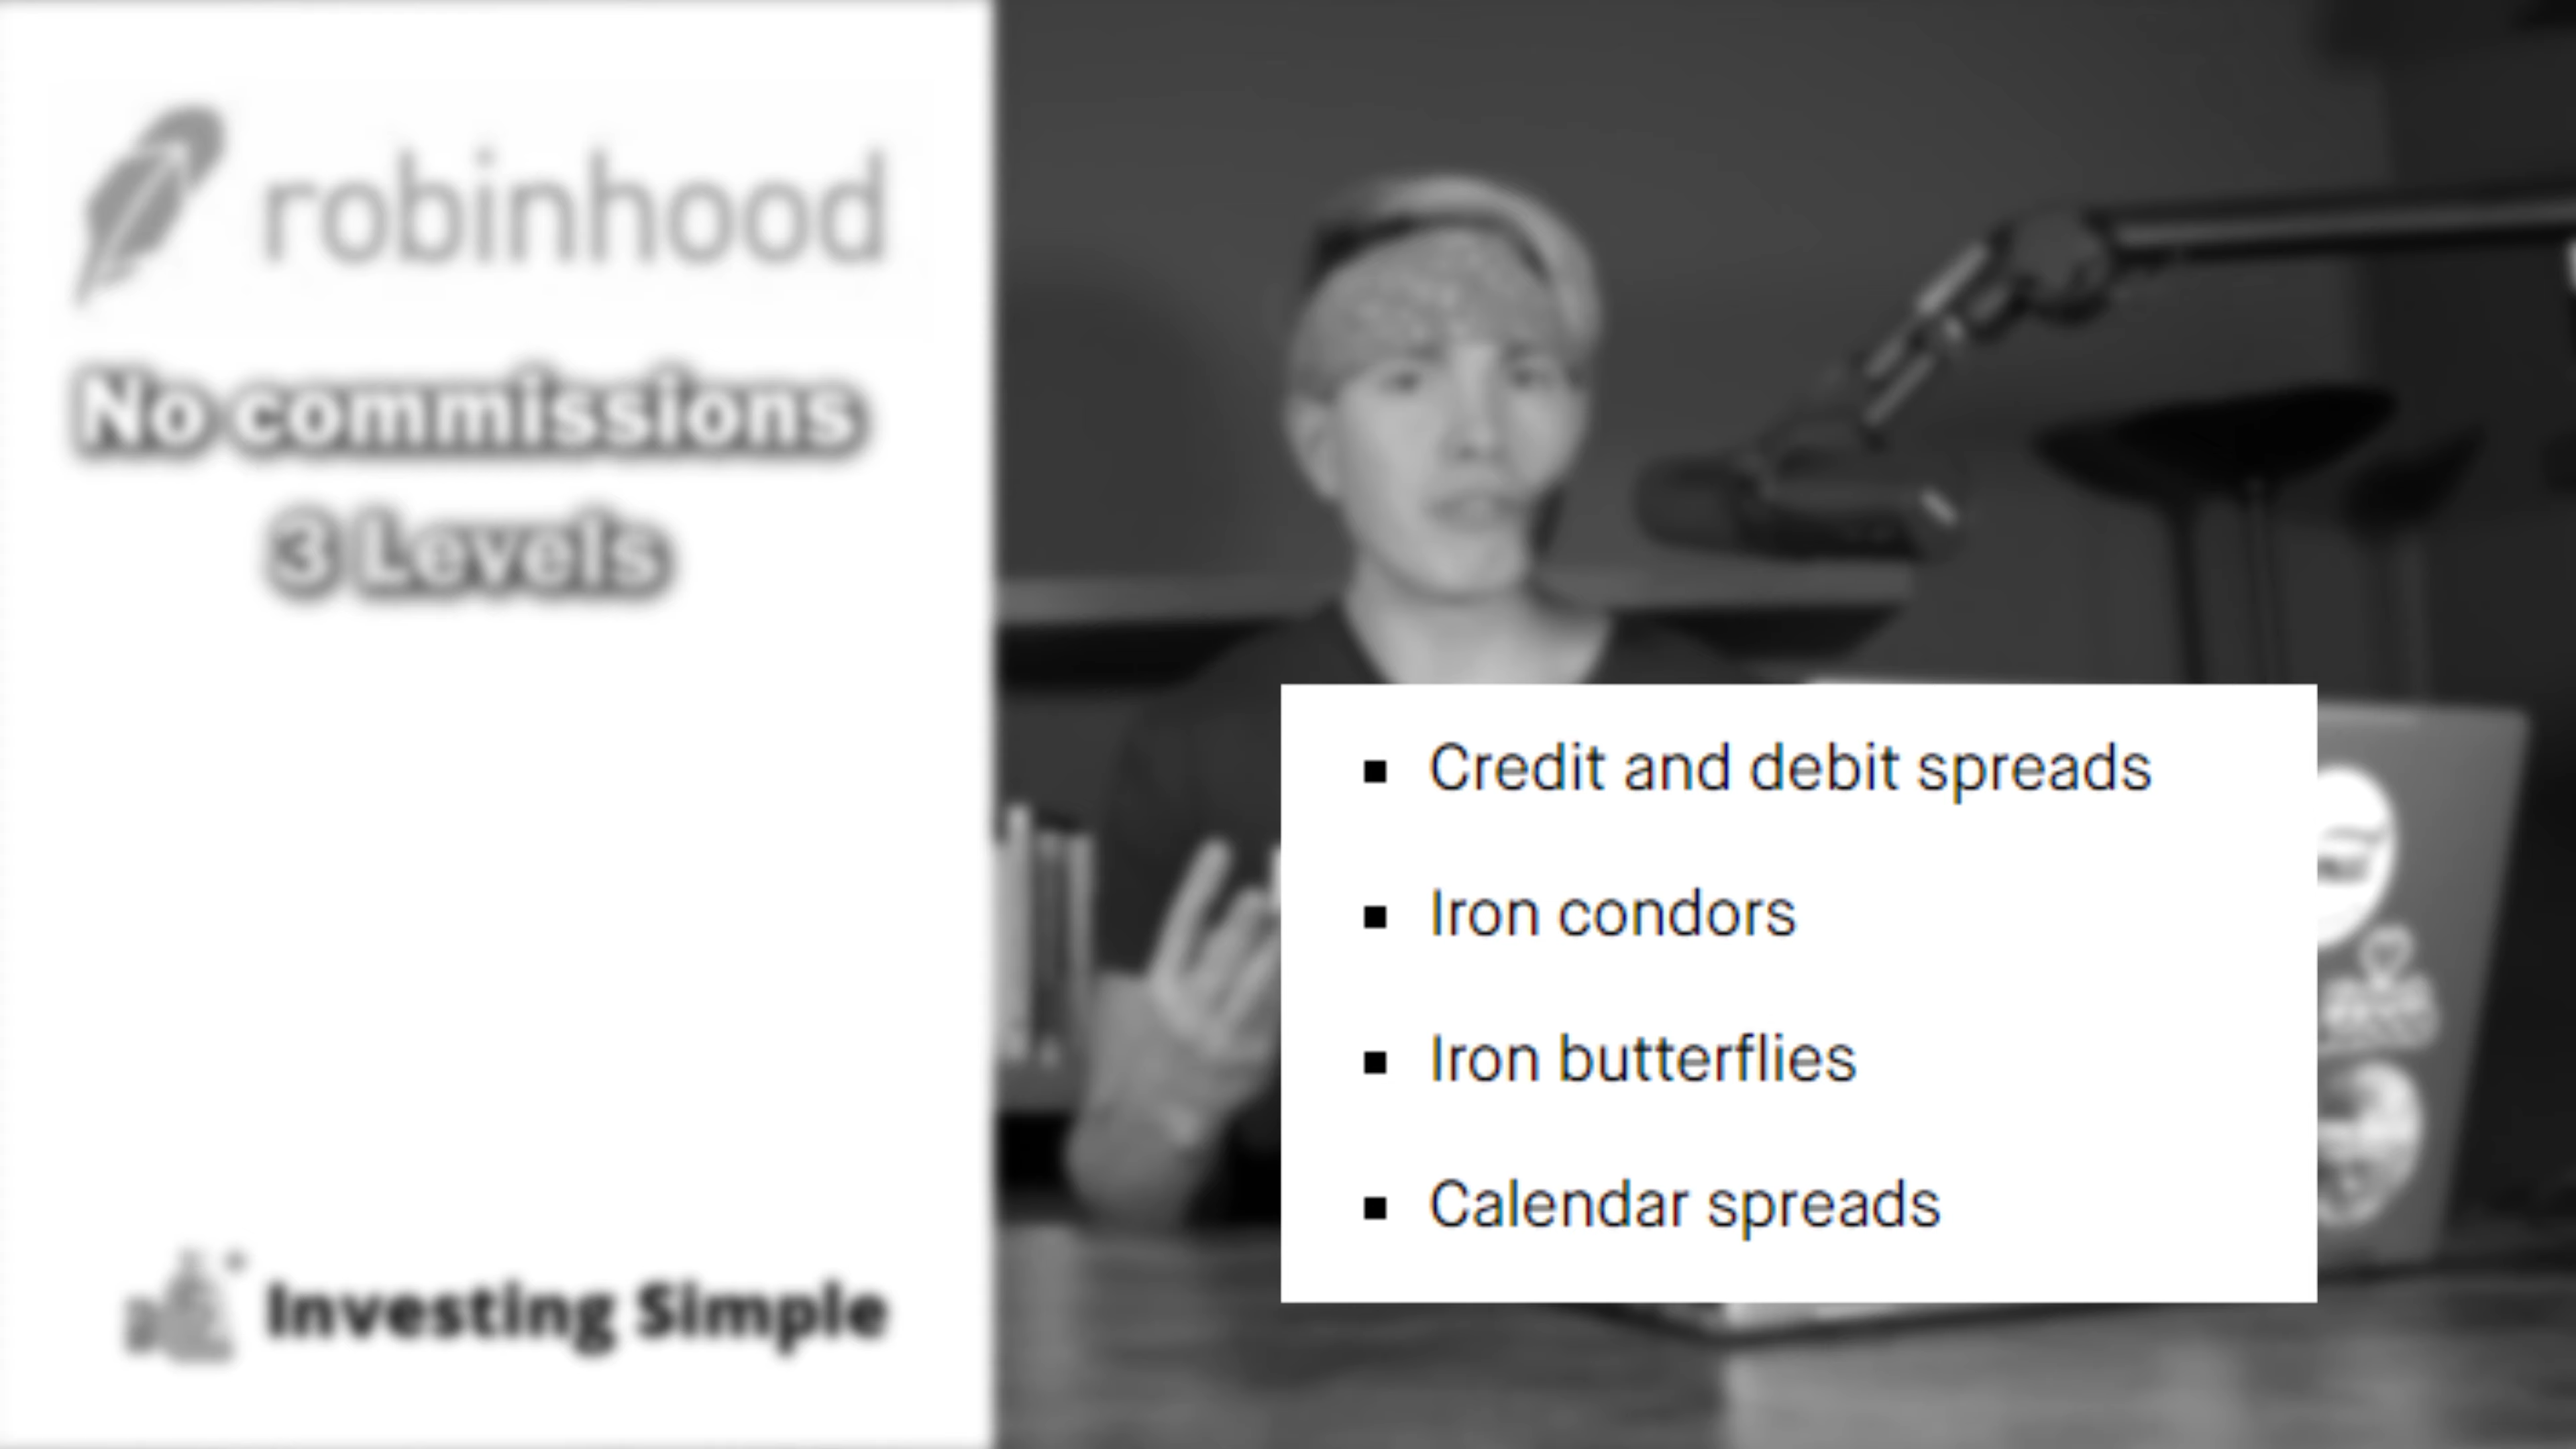 robinhood
No commissions
3 Levels
Investing Simple
Credit and debit spreads
Iron condors
Iron butterflies
Calendar spreads